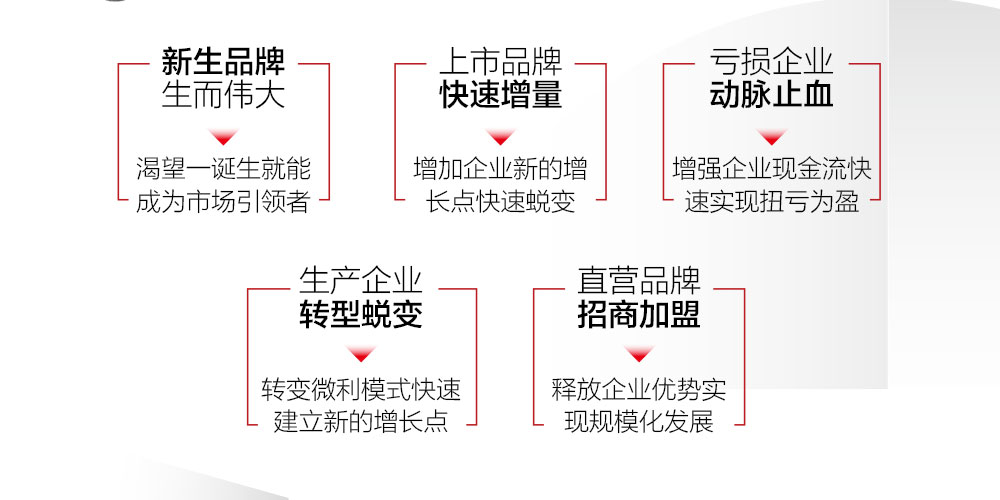 新生品牌
生而伟大
渴望一诞生就能
成为市场引领者
上市品牌
快速增量
增加企业新的增
长点快速蜕变
亏损企业
动脉止血
增强企业现金流快
速实现扭亏为盈
生产企业
转型蜕变
转变微利模式快速
建立新的增长点
直营品牌
招商加盟
释放企业优势实
现规模化发展